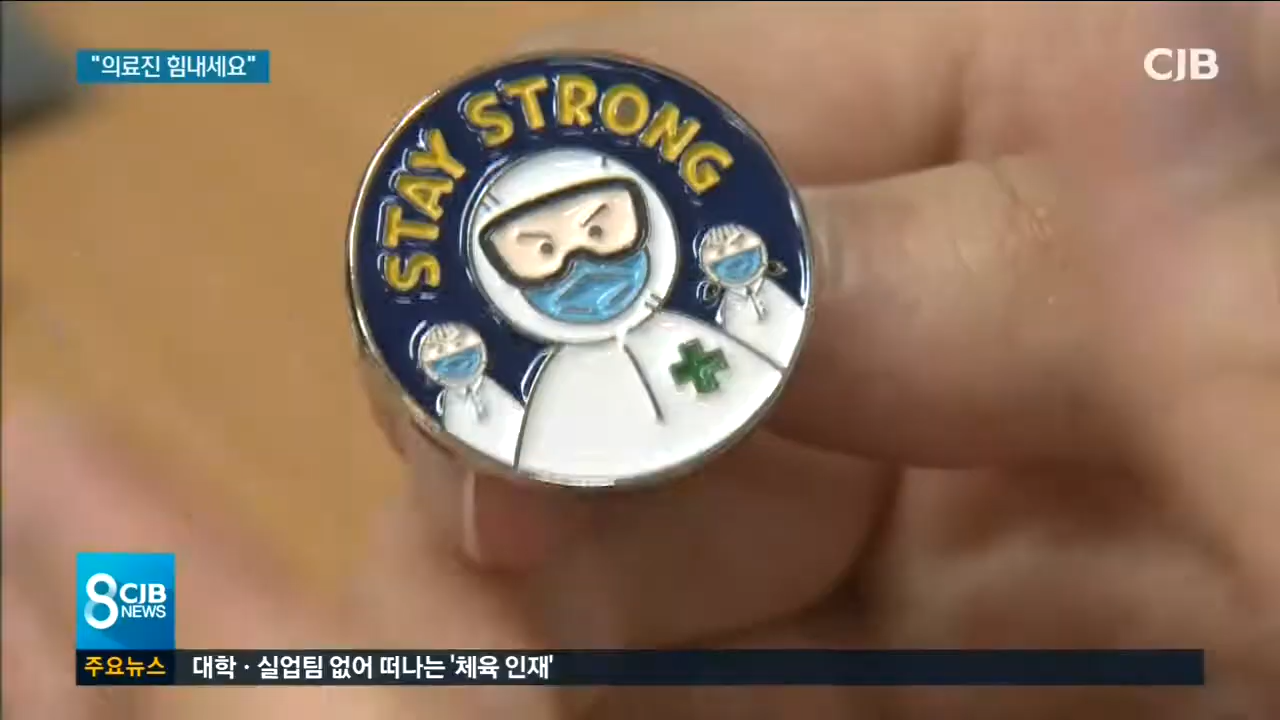 "의료진 힘내세요"
CJB
STAY STRONG
8 CJB
NEWS
주요뉴스 대학·실업팀 없어 떠나는 '체육 인재'